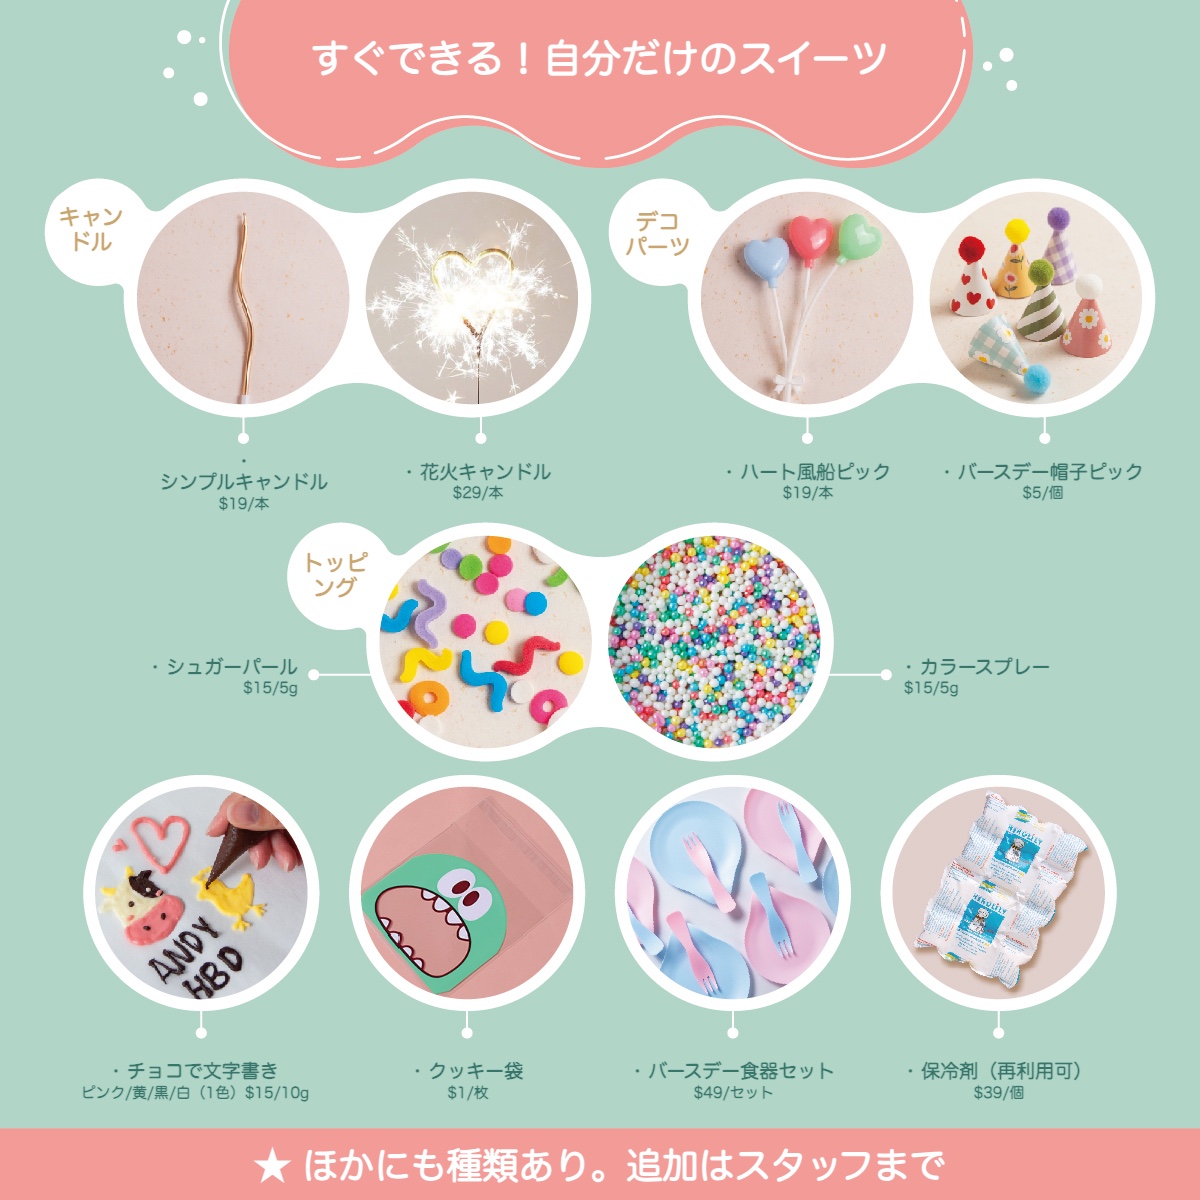 すぐできる！自分だけのスイーツ
キャン
ドル
デコ
パーツ
・
シンプルキャンドル
$19/本
・花火キャンドル
$29/本
・ハート風船ピック
$19/本
・バースデー帽子ピック
$5/個
トッピ
ング
・シュガーパール
$15/5g
・カラースプレー
$15/5g
ANDY
HBD
・チョコで文字書き
ピンク/黄/黒/白（1色）$15/10g
・クッキー袋
$1/枚
・バースデー食器セット
$49/セット
・保冷剤（再利用可）
$39/個
★ ほかにも種類あり。追加はスタッフまで